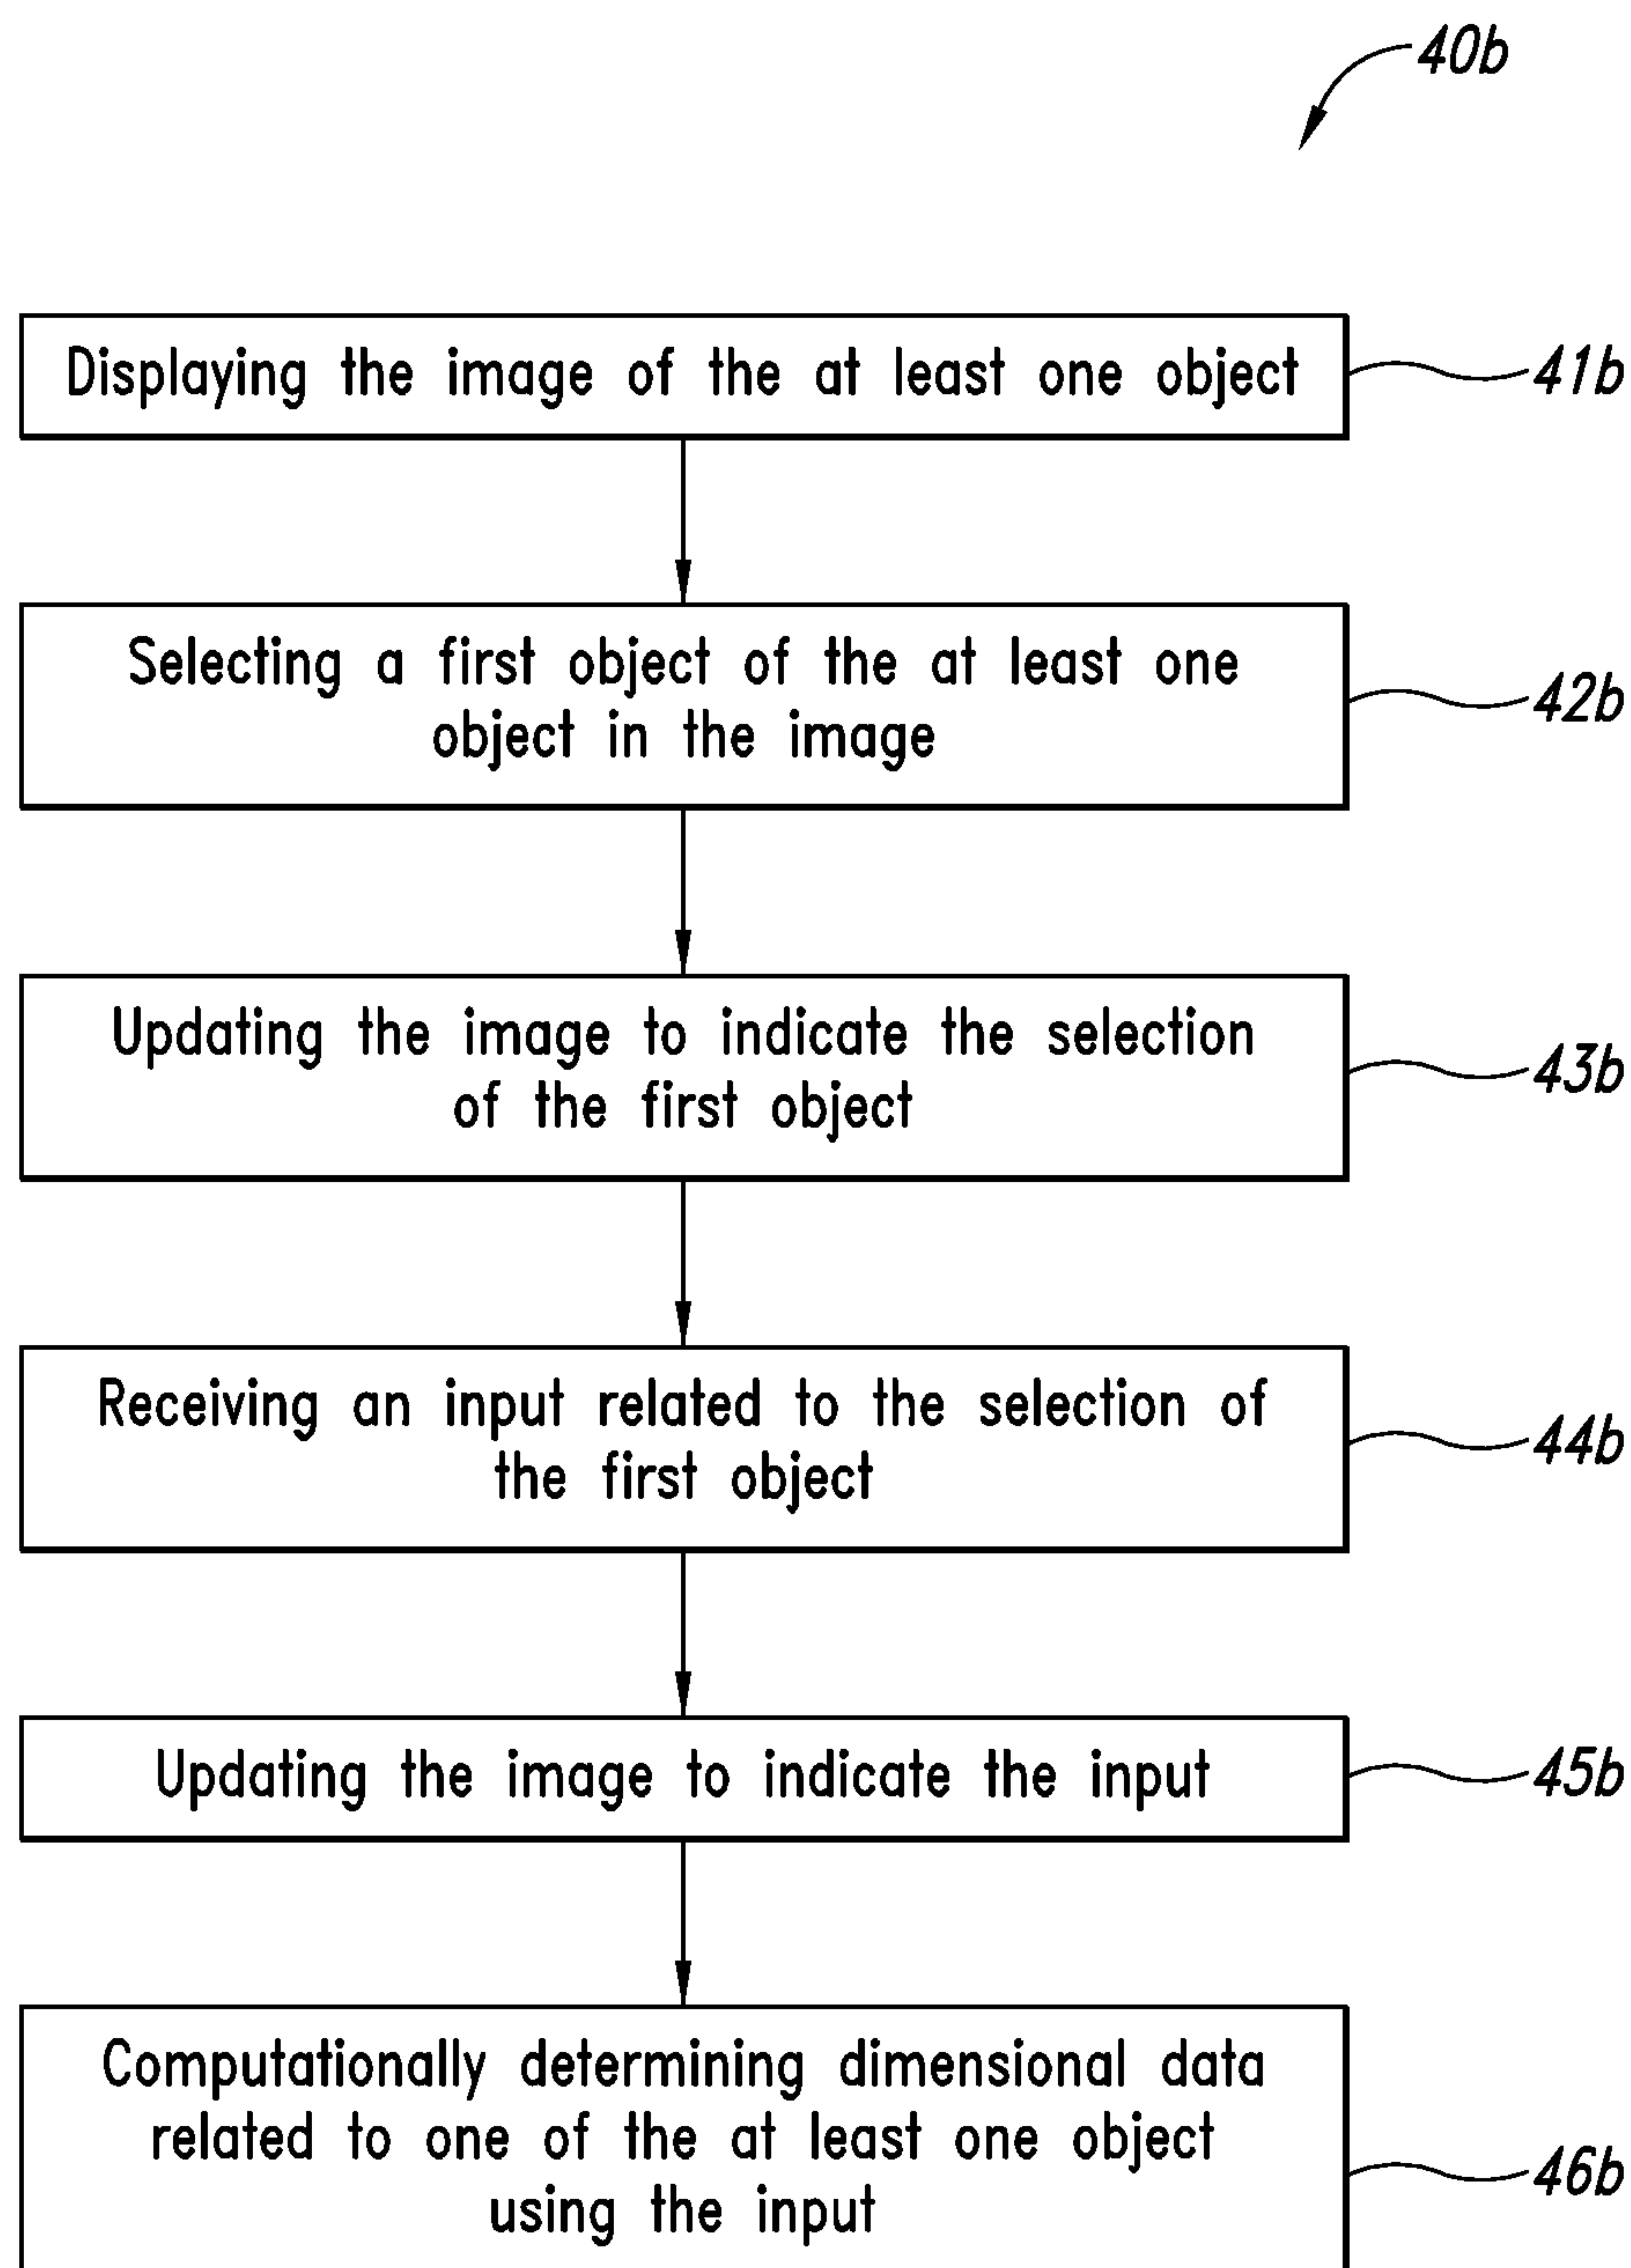 40b
Displaying the image of the at least one object
41b
Selecting a first object of the at least one
object in the image
42b
Updating the image to indicate the selection
of the first object
43b
Receiving an input related to the selection of
the first object
44b
Updating the image to indicate the input
45b
Computationally determining dimensional data
related to one of the at least one object
using the input
46b